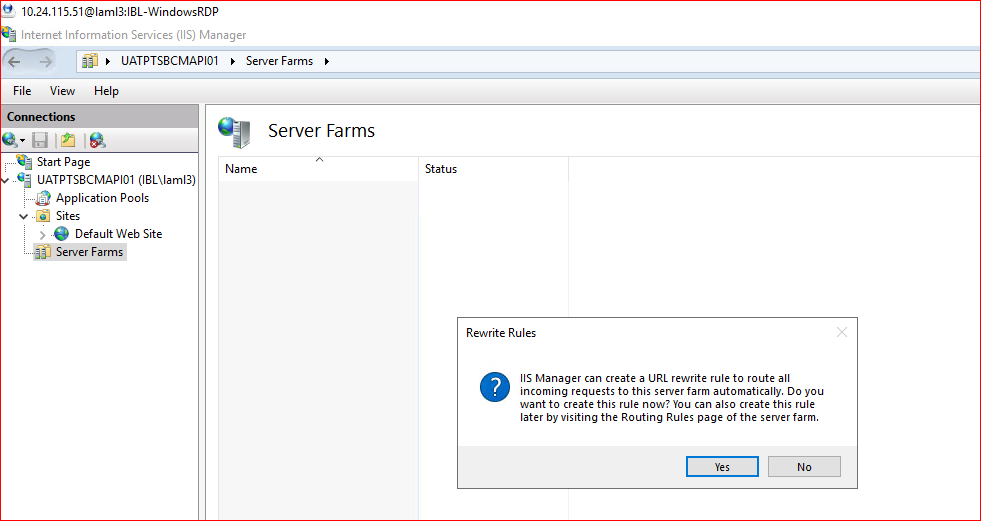 10.24.115.51@laml3:IBL-WindowsRDP
Internet Information Services (IIS) Manager
UATPTSBCMAPI01 Server Farms
File View Help
Connections
Start Page
UATPTSBCMAPI01 (IBL\laml3)
Application Pools
Sites
Default Web Site
Server Farms
Server Farms
Name Status
Rewrite Rules
IIS Manager can create a URL rewrite rule to route all
incoming requests to this server farm automatically. Do you
want to create this rule now? You can also create this rule
later by visiting the Routing Rules page of the server farm.
Yes No